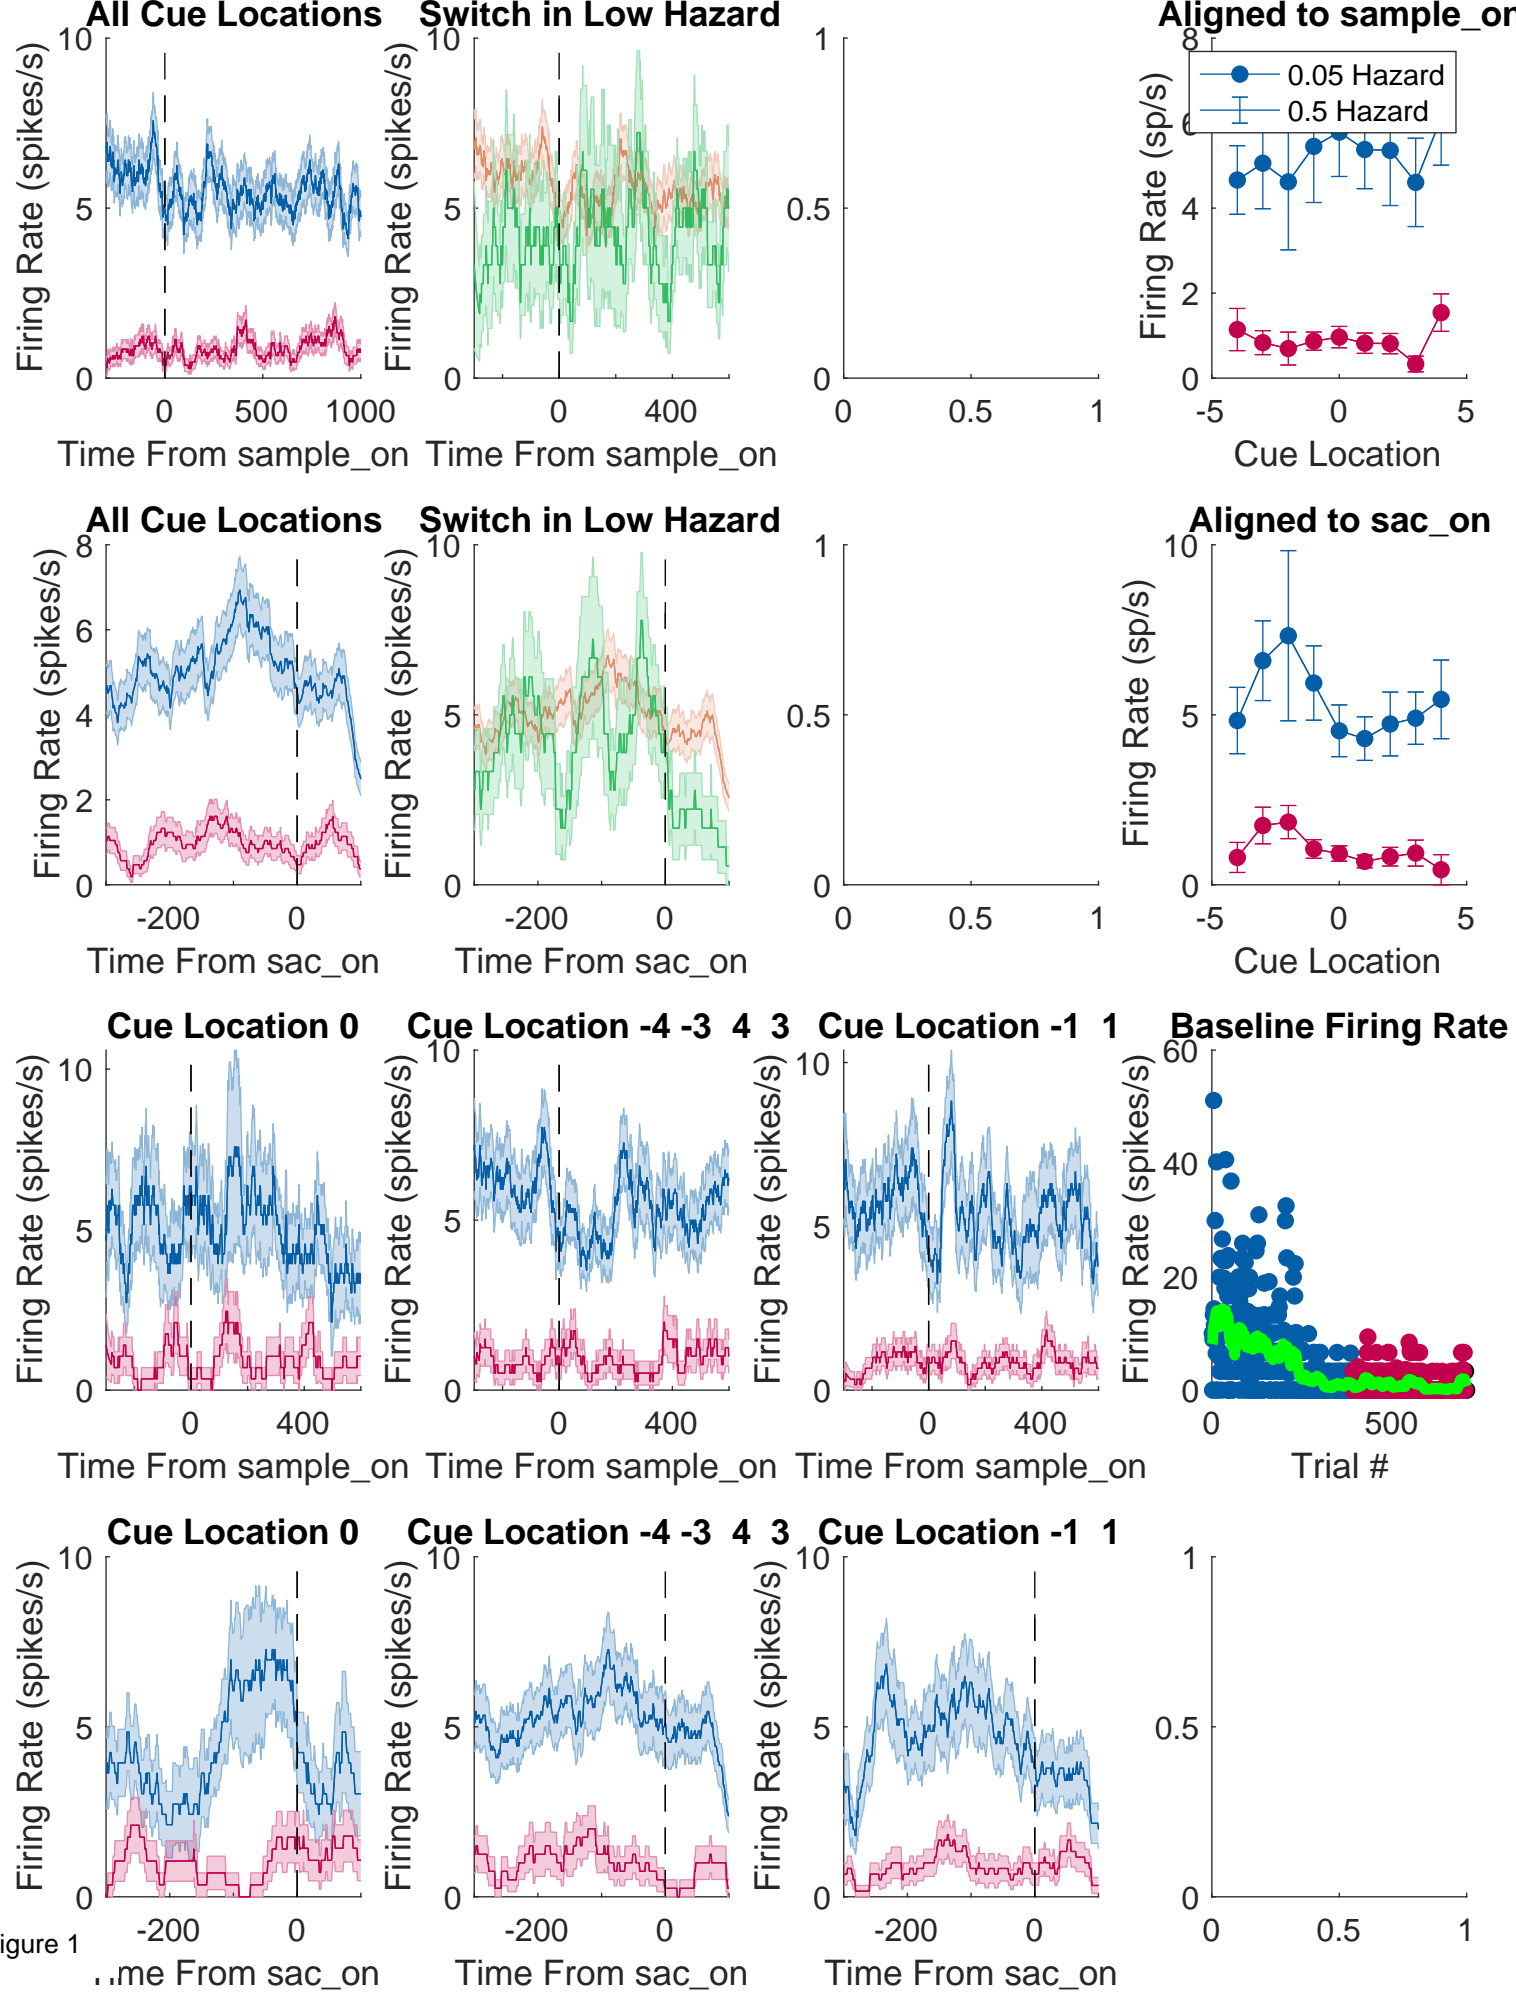 All Cue Locations
Switch in Low Hazard
Aligned to sample_on
10
5
0
Firing Rate (spikes/s)
0 500 1000
Time From sample_on
10
5
0
Firing Rate (spikes/s)
0 400
Time From sample_on
1
0.5
0
0 0.5 1
8
6
4
2
0
Firing Rate (sp/s)
0.05 Hazard
0.5 Hazard
-5 0 5
Cue Location
All Cue Locations
Switch in Low Hazard
Aligned to sac_on
8
6
4
2
0
Firing Rate (spikes/s)
-200 0
Time From sac_on
10
5
0
Firing Rate (spikes/s)
-200 0
Time From sac_on
1
0.5
0
0 0.5 1
10
5
0
Firing Rate (sp/s)
-5 0 5
Cue Location
Cue Location 0
Cue Location -4 -3 4 3
Cue Location -1 1
Baseline Firing Rate
10
5
0
Firing Rate (spikes/s)
0 400
Time From sample_on
10
5
0
Firing Rate (spikes/s)
0 400
Time From sample_on
10
5
0
Firing Rate (spikes/s)
0 400
Time From sample_on
60
40
20
0
Firing Rate (spikes/s)
0 500
Trial #
Cue Location 0
Cue Location -4 -3 4 3
Cue Location -1 1
10
5
0
Firing Rate (spikes/s)
-200 0
Time From sac_on
10
5
0
Firing Rate (spikes/s)
-200 0
Time From sac_on
10
5
0
Firing Rate (spikes/s)
-200 0
Time From sac_on
1
0.5
0
0 0.5 1
igure 1